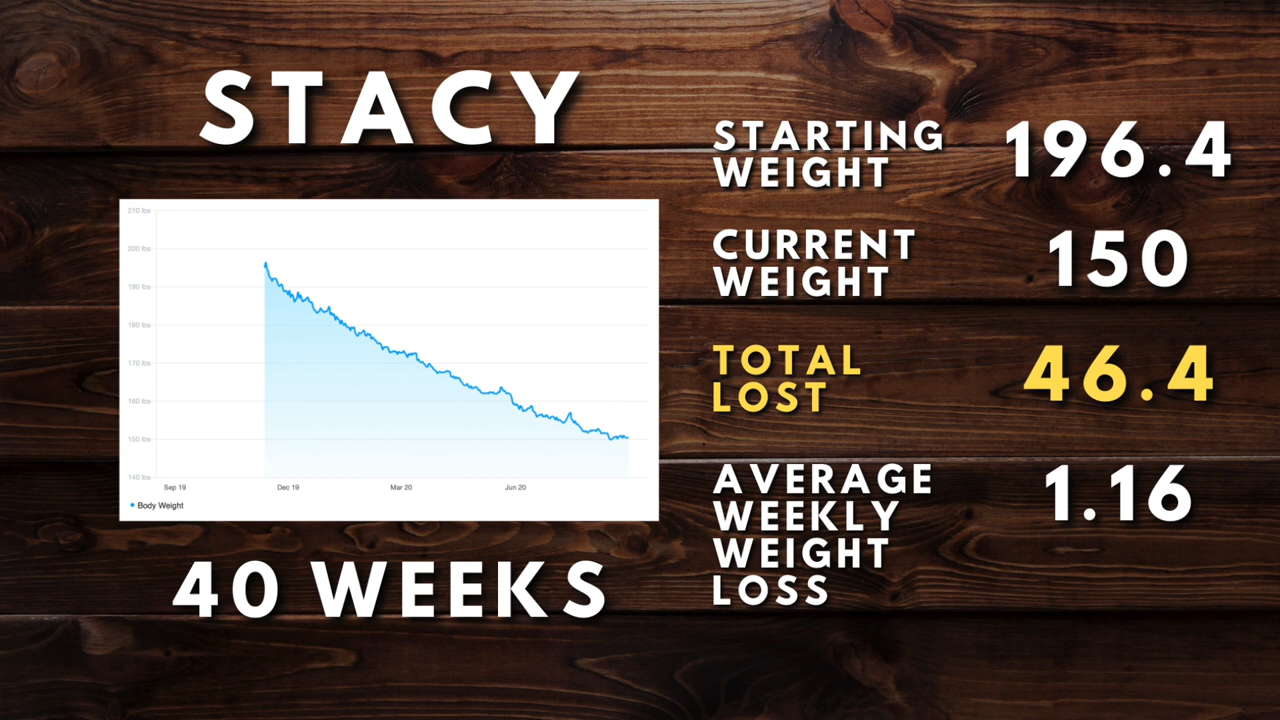 STACY
210 lbs
200 lbs
190 lbs
180 lbs
170 lbs
160 lbs
150 lbs
140 lbs
Sep 19 Dec 19 Mar 20 Jun 20
Body Weight
40 WEEKS
STARTING
WEIGHT
196.4
CURRENT
WEIGHT
150
TOTAL
LOST
46.4
AVERAGE
WEEKLY
WEIGHT
LOSS
1.16